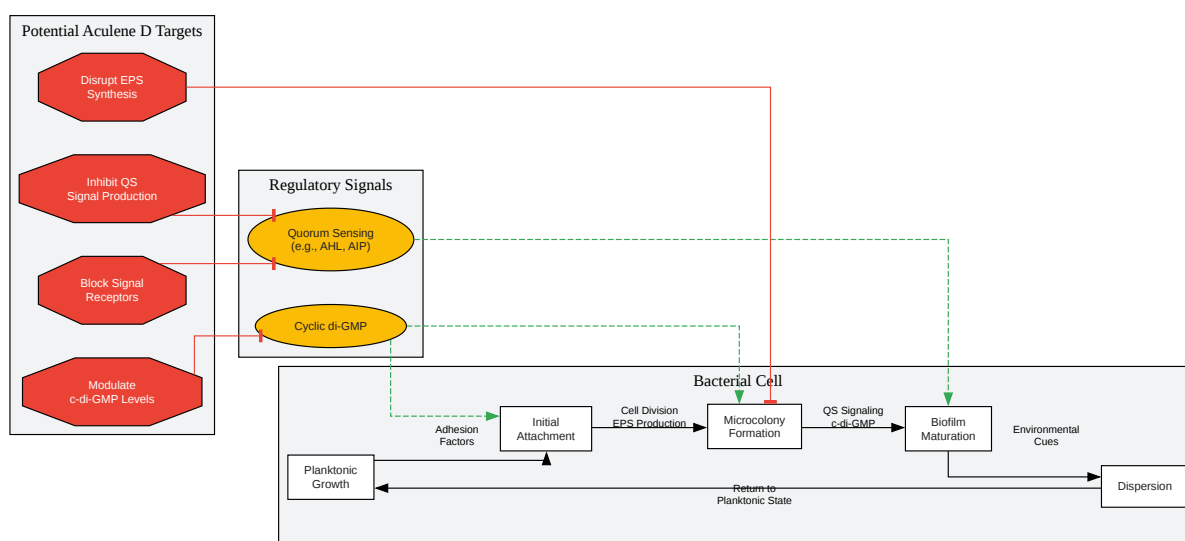 Potential Aculene D Targets
Disrupt EPS
Synthesis
Inhibit QS
Signal Production
Block Signal
Receptors
Modulate
c-di-GMP Levels
Regulatory Signals
Quorum Sensing
(e.g., AHL, AIP)
Cyclic di-GMP
Bacterial Cell
Planktonic
Growth
Adhesion
Factors
Initial
Attachment
Cell Division
EPS Production
Microcolony
Formation
QS Signaling
c-di-GMP
Biofilm
Maturation
Environmental
Cues
Dispersion
Return to
Planktonic State